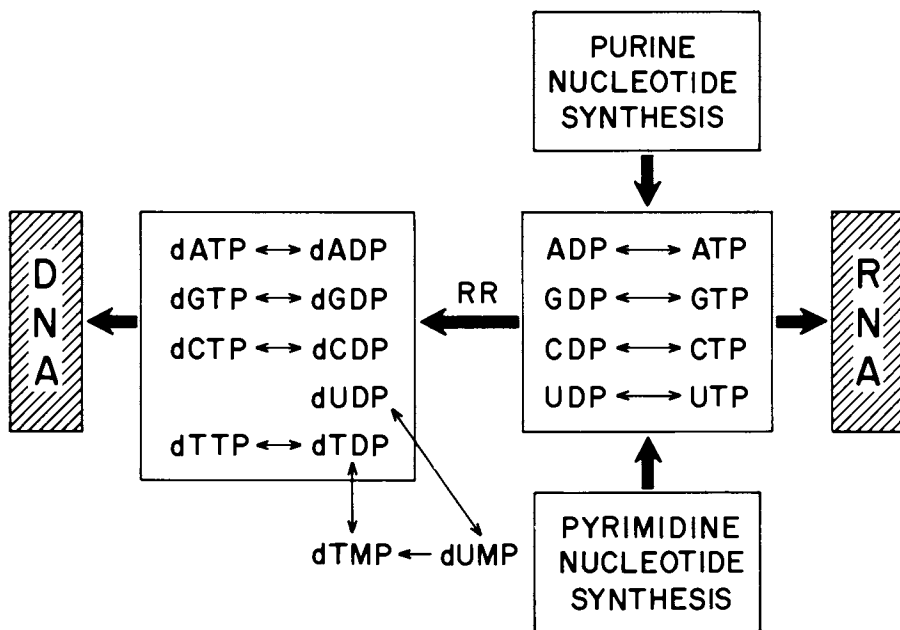 PURINE
NUCLEOTIDE
SYNTHESIS
DNA
dATP ↔ dADP
dGTP ↔ dGDP
dCTP ↔ dCDP
dUDP
dTTP ↔ dTDP
RR
ADP ↔ ATP
GDP ↔ GTP
CDP ↔ CTP
UDP ↔ UTP
RNA
dTMP ← dUMP
PYRIMIDINE
NUCLEOTIDE
SYNTHESIS